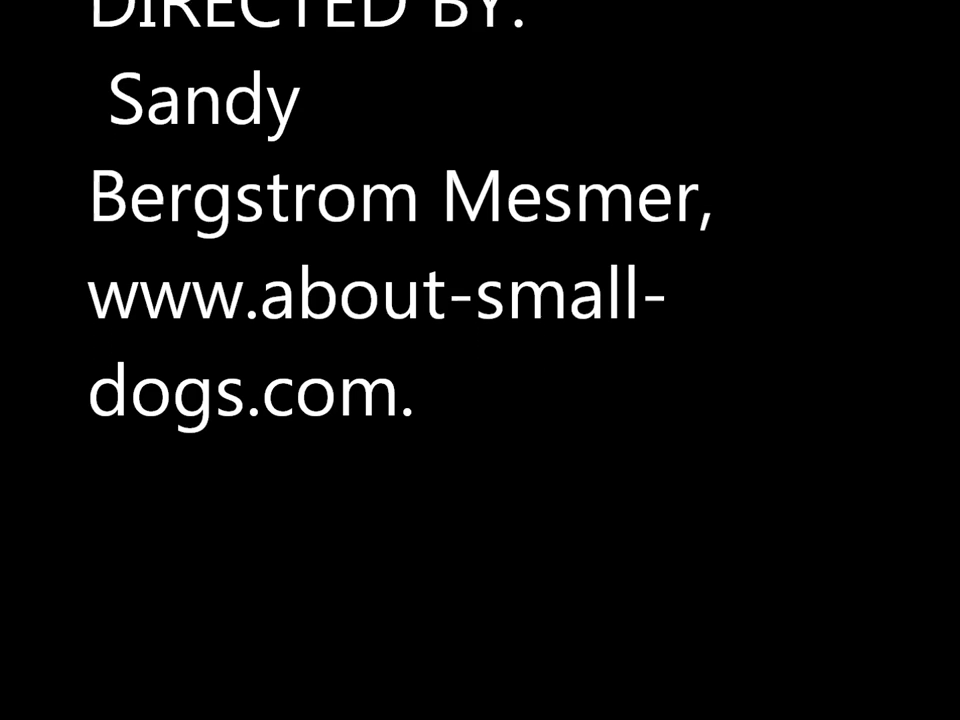 DIRECTED BY:
Sandy
Bergstrom Mesmer,
www.about-small-
dogs.com.